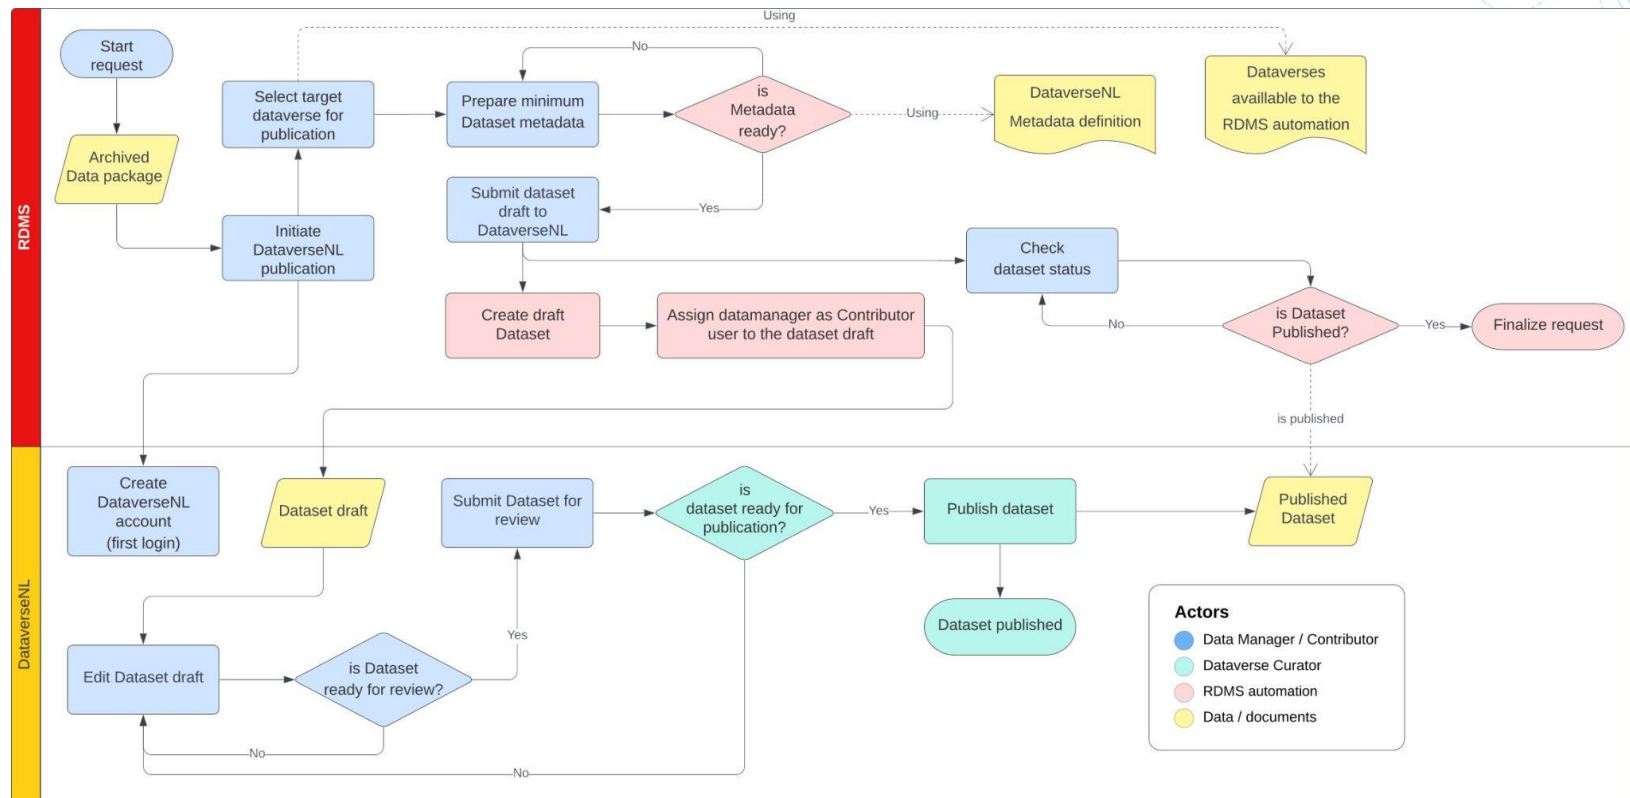 Using
Start
request
No
Select target
dataverse for
publication
Prepare minimum
Dataset metadata
is
Metadata
ready?
Using
DataverseNL
Metadata definition
Dataverses
availlable to the
RDMS automation
Archived
Data package
RDMS
Initiate
DataverseNL
publication
Submit dataset
draft to
DataverseNL
Yes
Check
dataset status
Create draft
Dataset
Assign datamanager as Contributor
user to the dataset draft
No
is Dataset
Published?
Yes
Finalize request
is published
DataverseNL
Create
DataverseNL
account
(first login)
Dataset draft
Submit Dataset for
review
is
dataset ready for
publication?
Yes
Publish dataset
Published
Dataset
Yes
Dataset published
Edit Dataset draft
is Dataset
ready for review?
No
No
Actors
Data Manager / Contributor
Dataverse Curator
RDMS automation
Data / documents